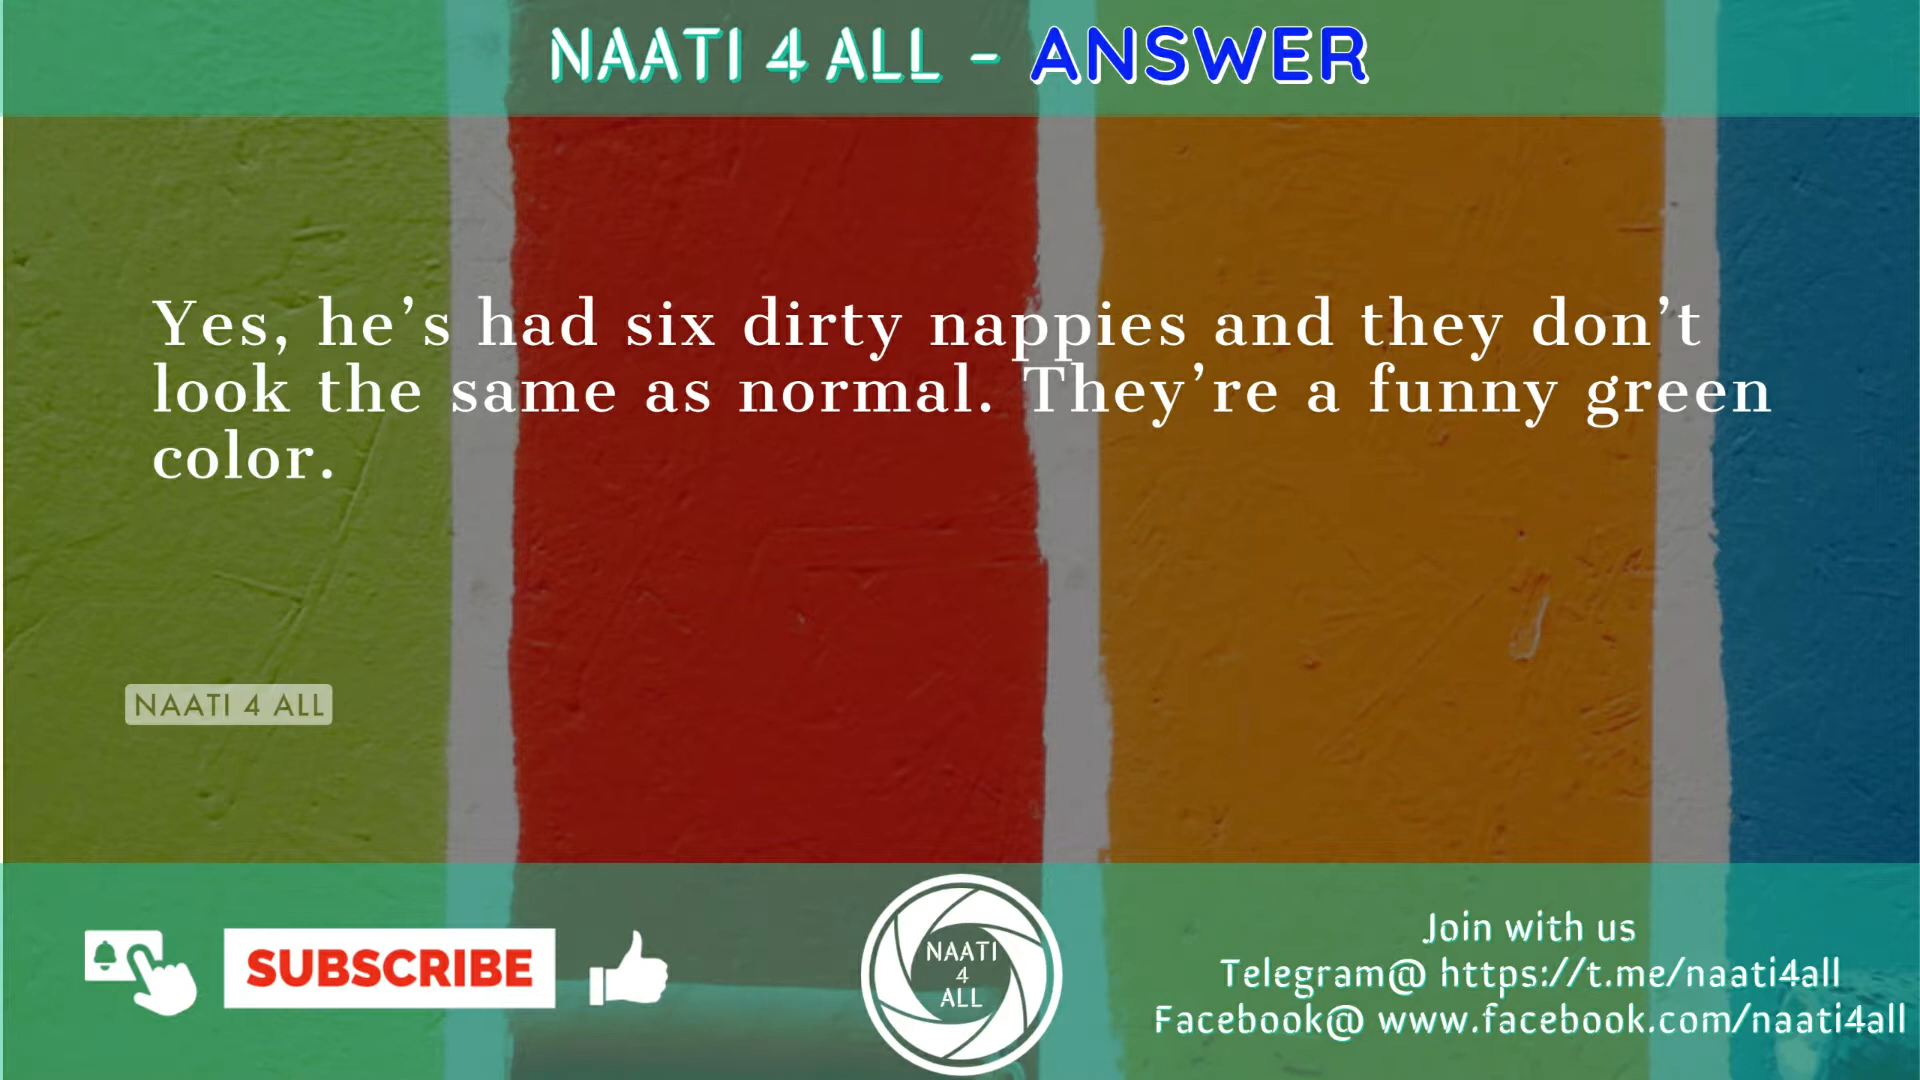 NAATI 4 ALL - ANSWER
Yes, he's had six dirty nappies and they don't
look the same as normal. They're a funny green
color.
NAATI 4 ALL
SUBSCRIBE
NAATI
4
ALL
Join with us
Telegram@ https://t.me/naati4all
Facebook@ www.facebook.com/naati4all